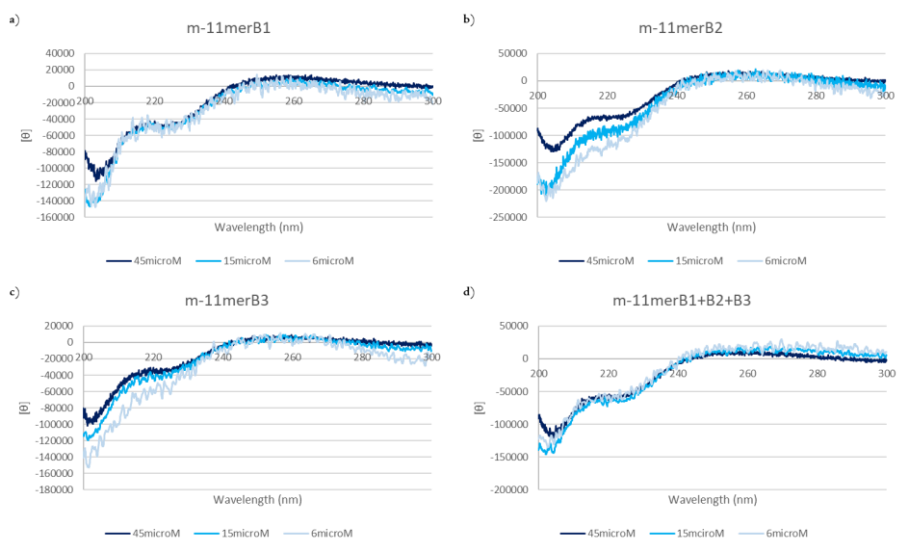 a)
m-11merB1
40000
20000
0
-20000
-40000
-60000
-80000
-100000
-120000
-140000
-160000
200
220
240
260
280
300
[θ]
Wavelength (nm)
45microM 15microM 6microM
b)
m-11merB2
50000
0
-50000
-100000
-150000
-200000
-250000
200
220
240
260
280
300
[θ]
Wavelength (nm)
45microM 15microM 6microM
c)
m-11merB3
20000
0
-20000
-40000
-60000
-80000
-100000
-120000
-140000
-160000
-180000
200
220
240
260
280
300
[θ]
Wavelength (nm)
45microM 15microM 6microM
d)
m-11merB1+B2+B3
50000
0
-50000
-100000
-150000
-200000
200
220
240
260
280
300
[θ]
Wavelength (nm)
45microM 15mciroM 6microM